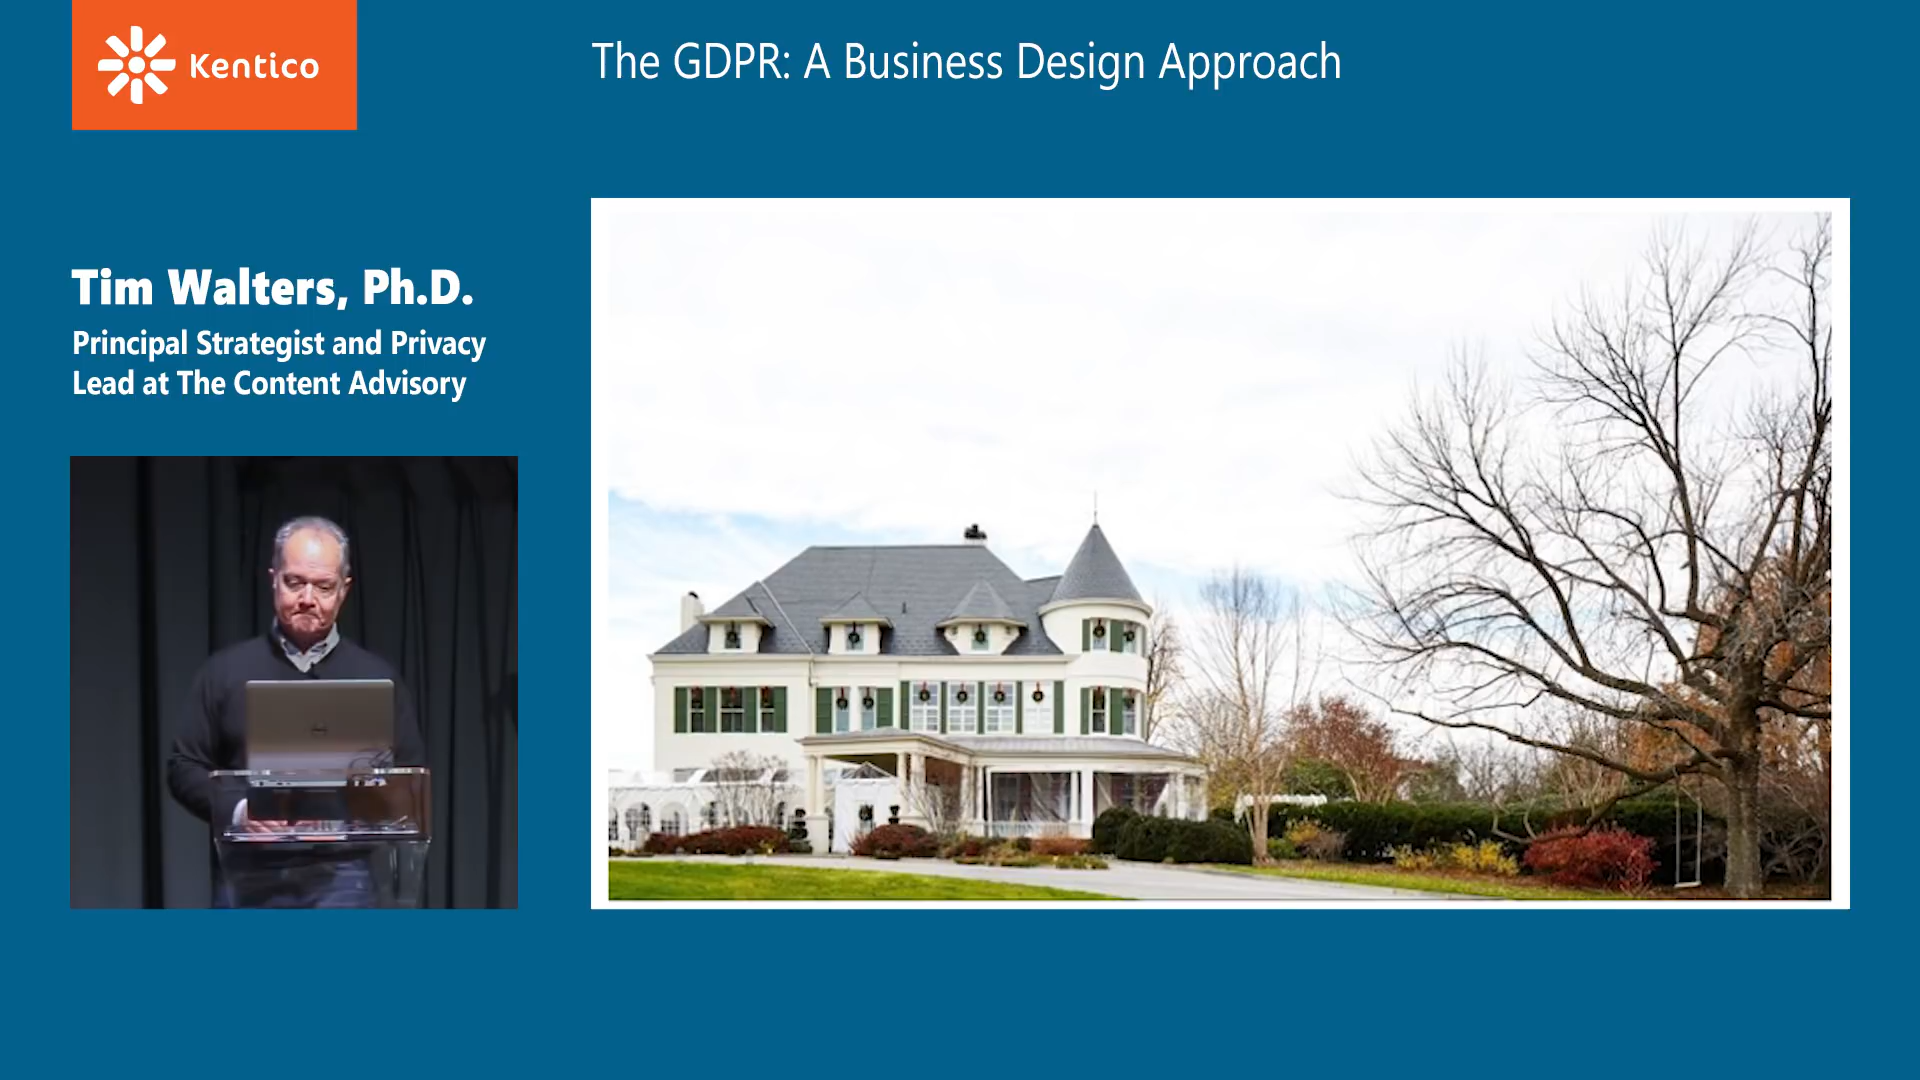 Kentico
The GDPR: A Business Design Approach
Tim Walters, Ph.D.
Principal Strategist and Privacy
Lead at The Content Advisory